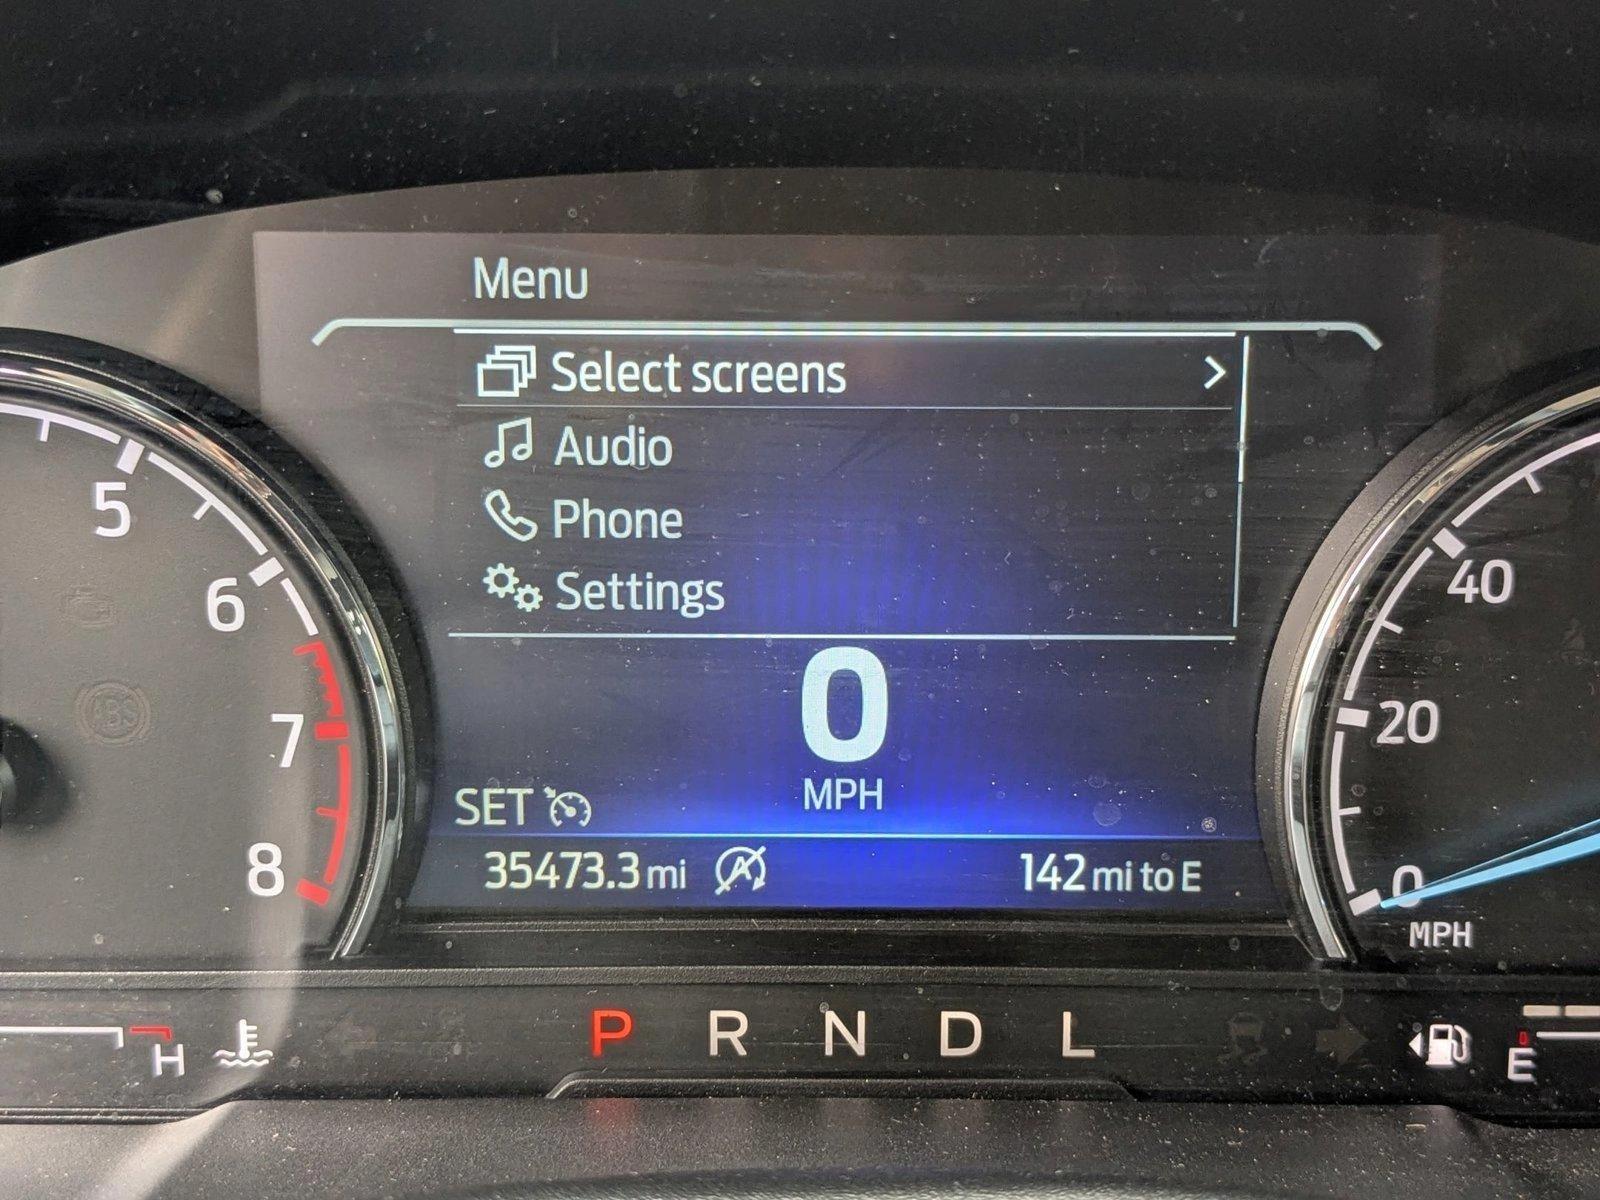 Menu
Select screens
Audio
Phone
Settings
5
6
7
8
40
20
0
MPH
0
MPH
SET
35473.3 mi
A
142 mi to E
ABS
H
P R N D L
E